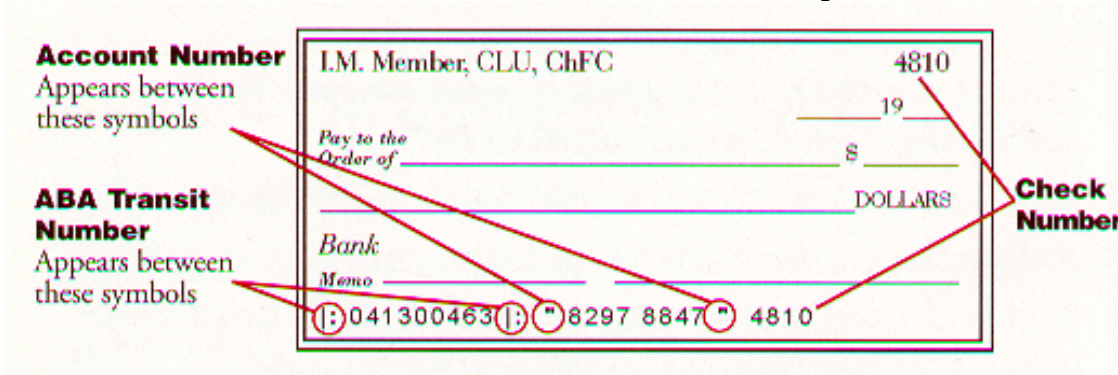 Account Number
Appears between
these symbols
ABA Transit
Number
Appears between
these symbols
I.M. Member, CLU, ChFC
4810
19
Pay to the
Order of
$
DOLLARS
Bank
Memo
|:041300463|: "8297 8847" 4810
Check
Number